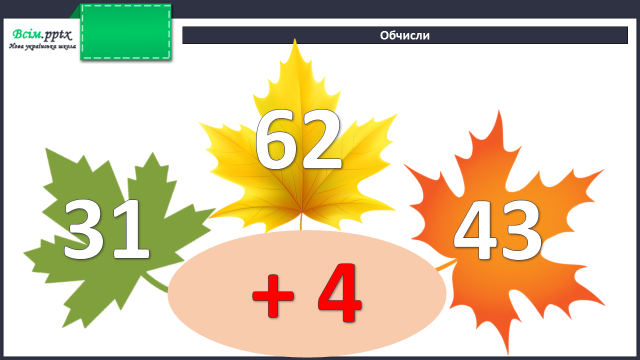 Всім.pptx
Нова українська школа
Обчисли
62
31
43
+ 4